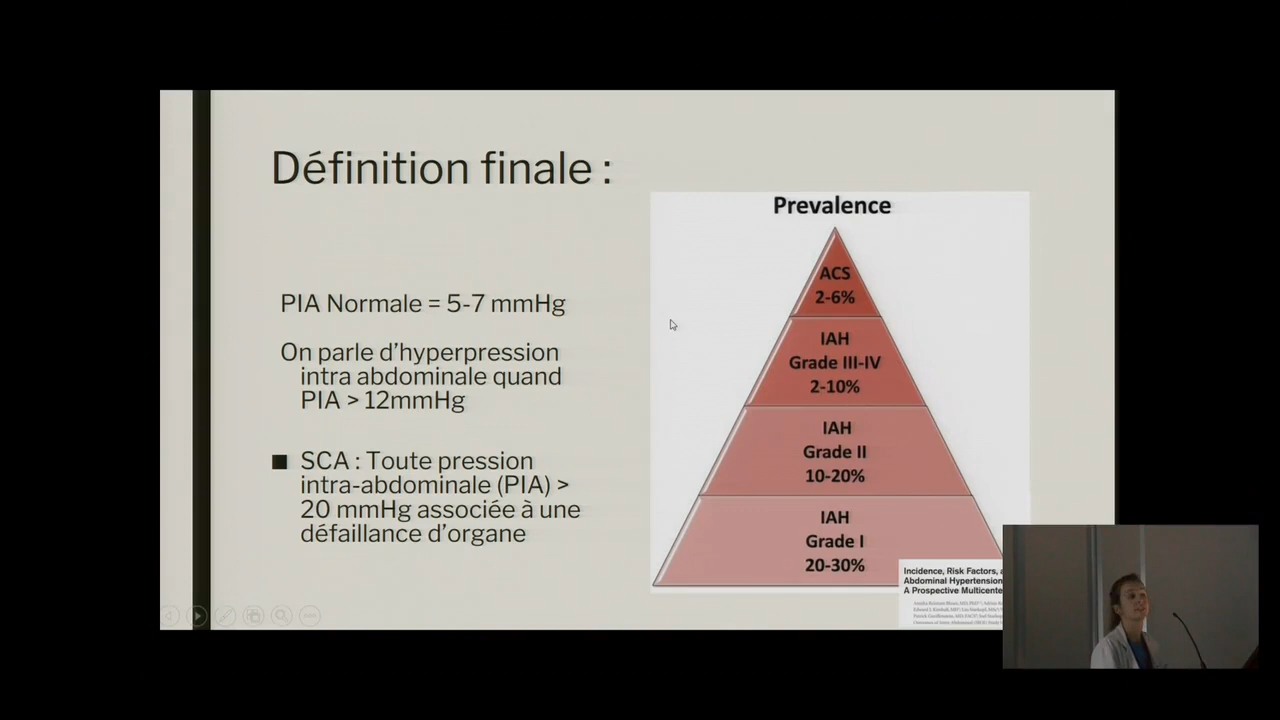 Définition finale :
PIA Normale = 5-7 mmHg
On parle d’hyperpression
intra abdominale quand
PIA > 12mmHg
■ SCA : Toute pression
intra-abdominale (PIA) >
20 mmHg associée à une
défaillance d’organe
Prevalence
ACS
2-6%
IAH
Grade III-IV
2-10%
IAH
Grade II
10-20%
IAH
Grade I
20-30%
Incidence, Risk Factors,
Abdominal Hypertension
A Prospective